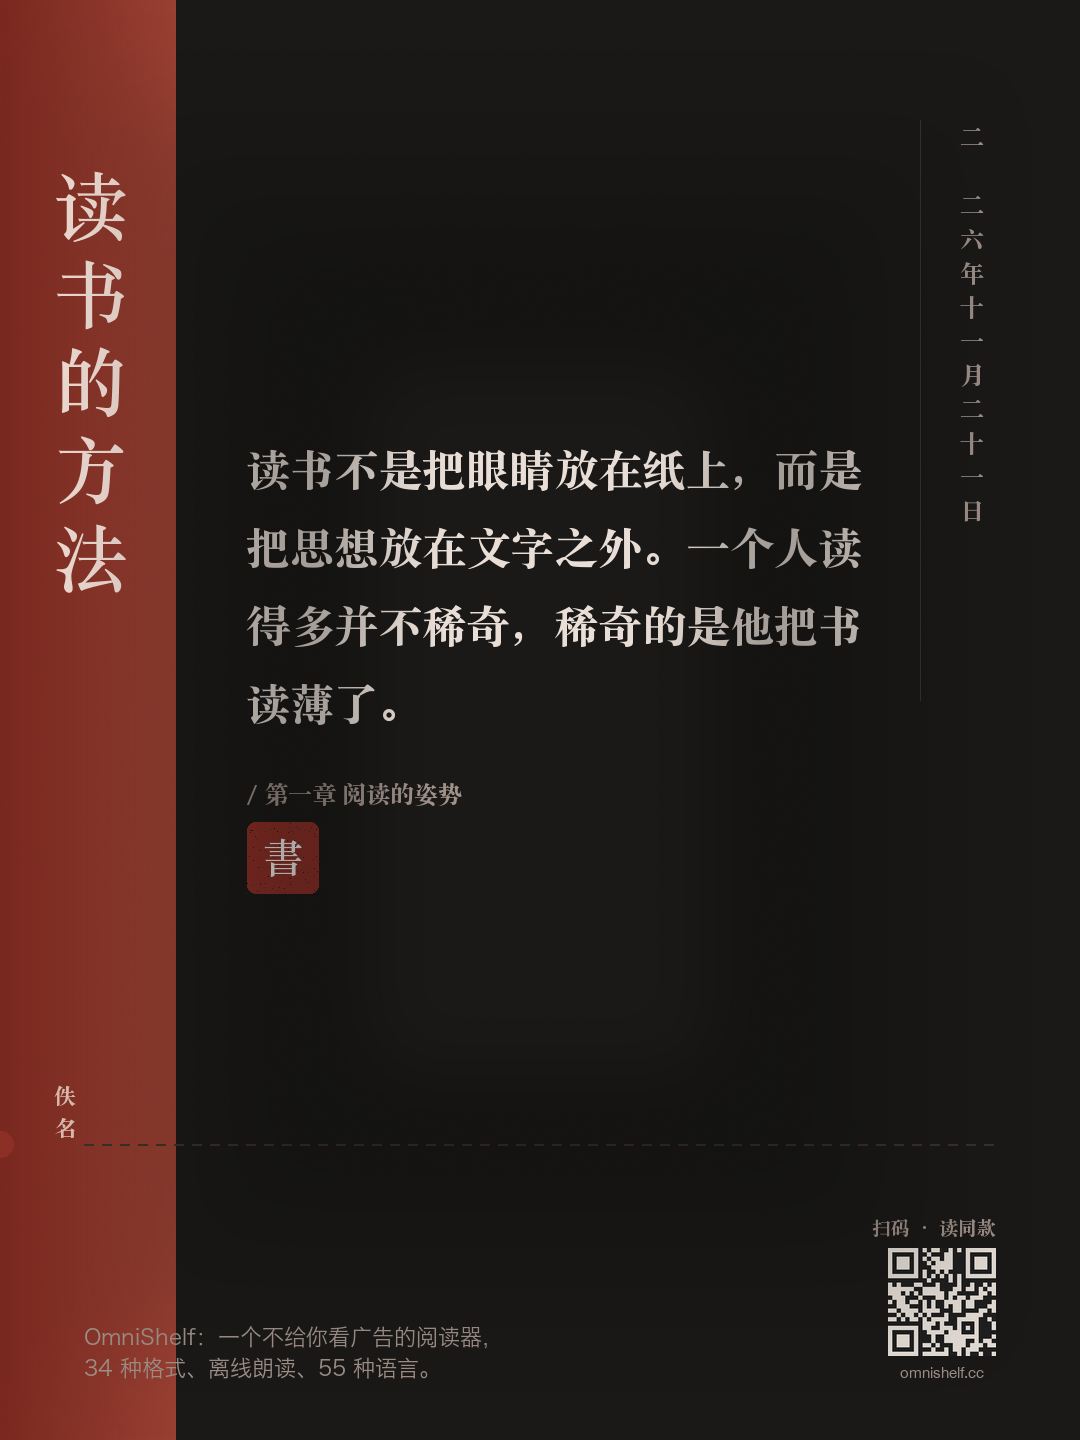 读书的方法
佚名
二 二六年十一月二十一日
读书不是把眼睛放在纸上，而是
把思想放在文字之外。一个人读
得多并不稀奇，稀奇的是他把书
读薄了。
/ 第一章 阅读的姿势
書
扫码 · 读同款
omnishelf.cc
OmniShelf：一个不给你看广告的阅读器，
34 种格式、离线朗读、55 种语言。